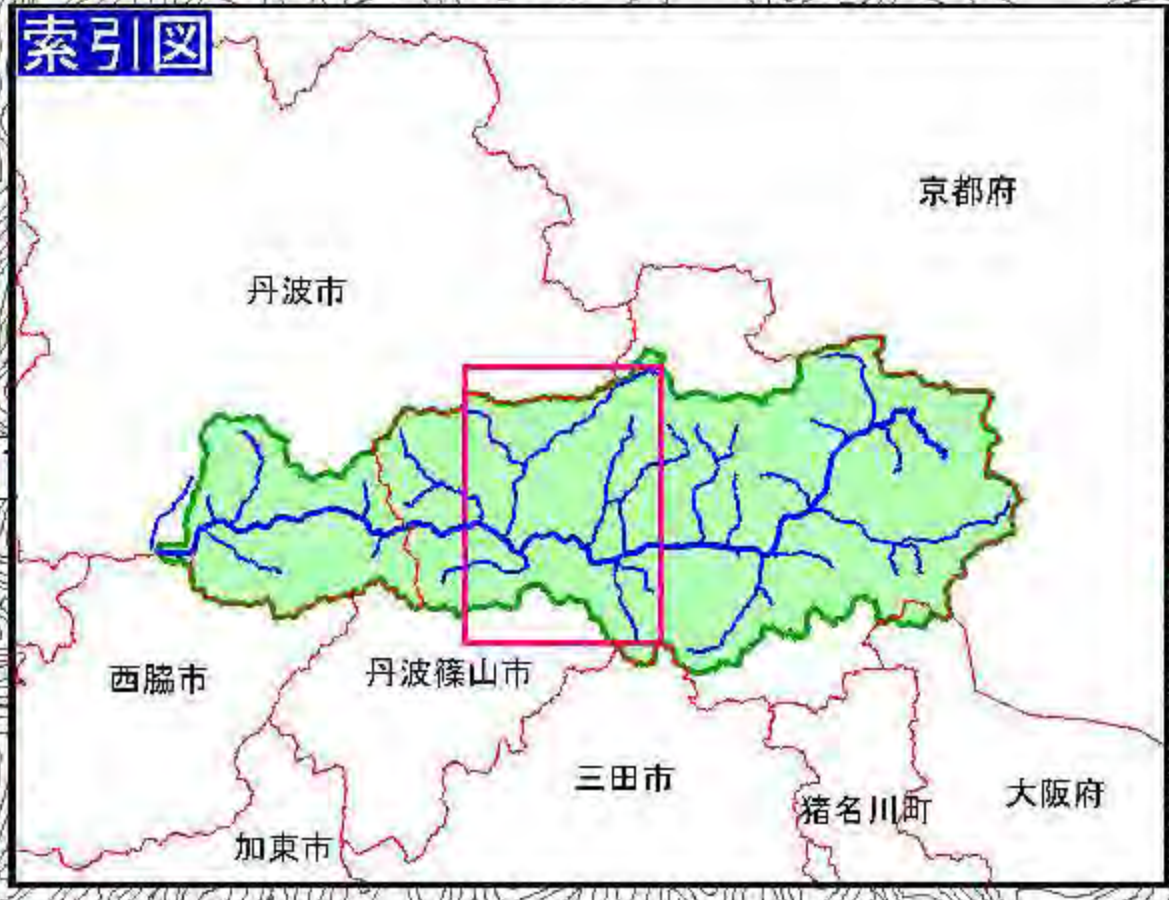 索引図
京都府
丹波市
西脇市
丹波篠山市
三田市
猪名川町
大阪府
加東市